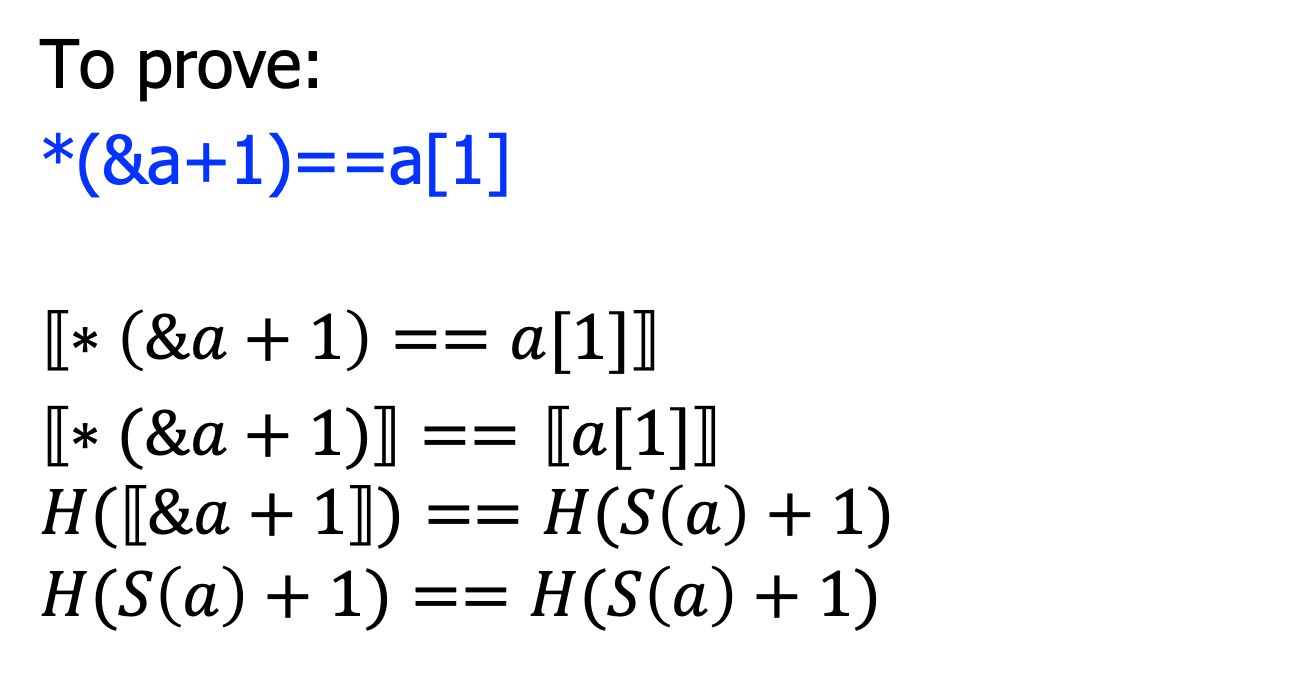 To prove:
*(&a+1)==a[1]
⟦∗ (&a + 1) == a[1]⟧
⟦∗ (&a + 1)⟧ == ⟦a[1]⟧
H(⟦&a + 1⟧) == H(S(a) + 1)
H(S(a) + 1) == H(S(a) + 1)